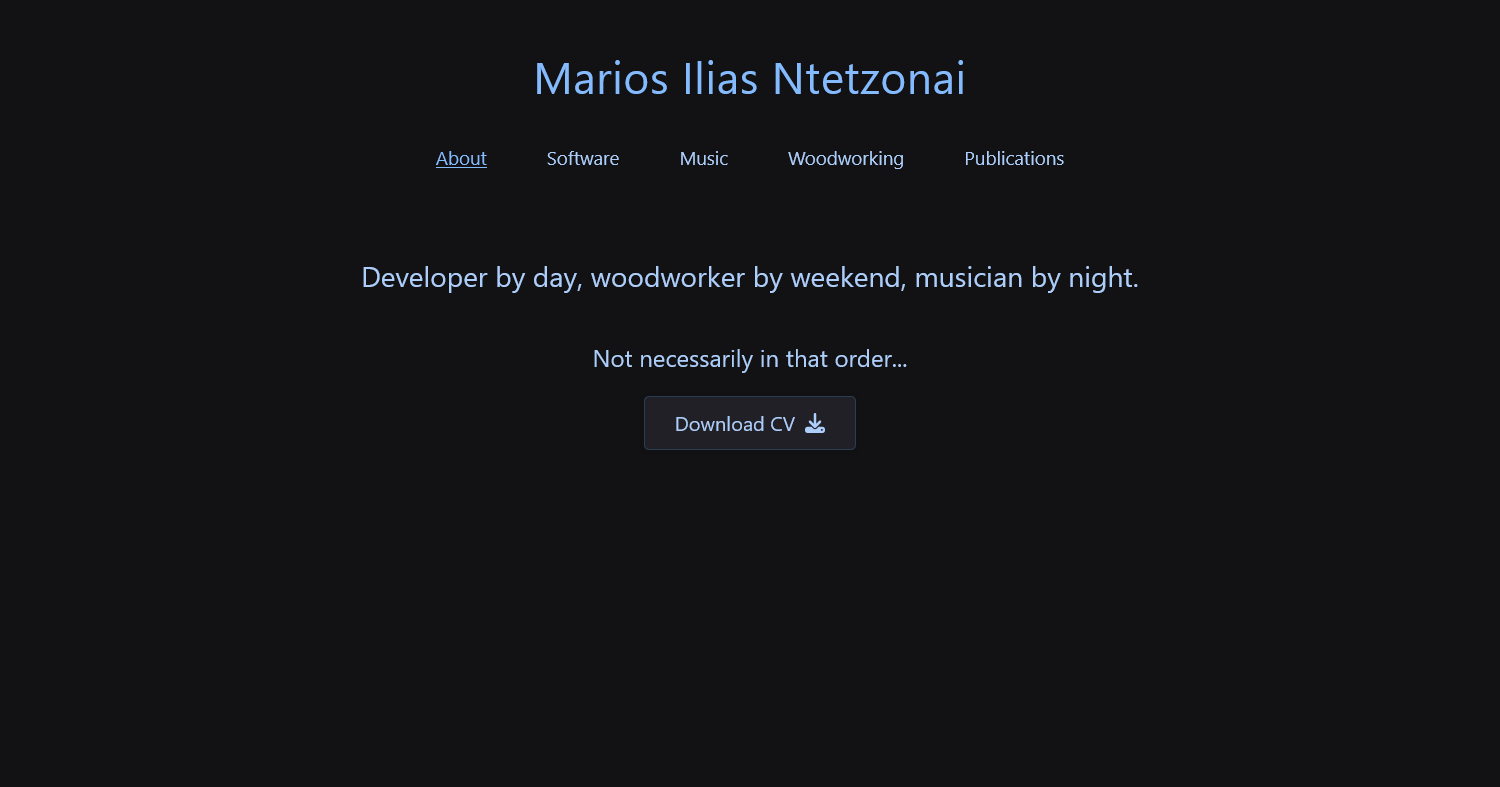 Marios Ilias Ntetzonai
About Software Music Woodworking Publications
Developer by day, woodworker by weekend, musician by night.
Not necessarily in that order...
Download CV